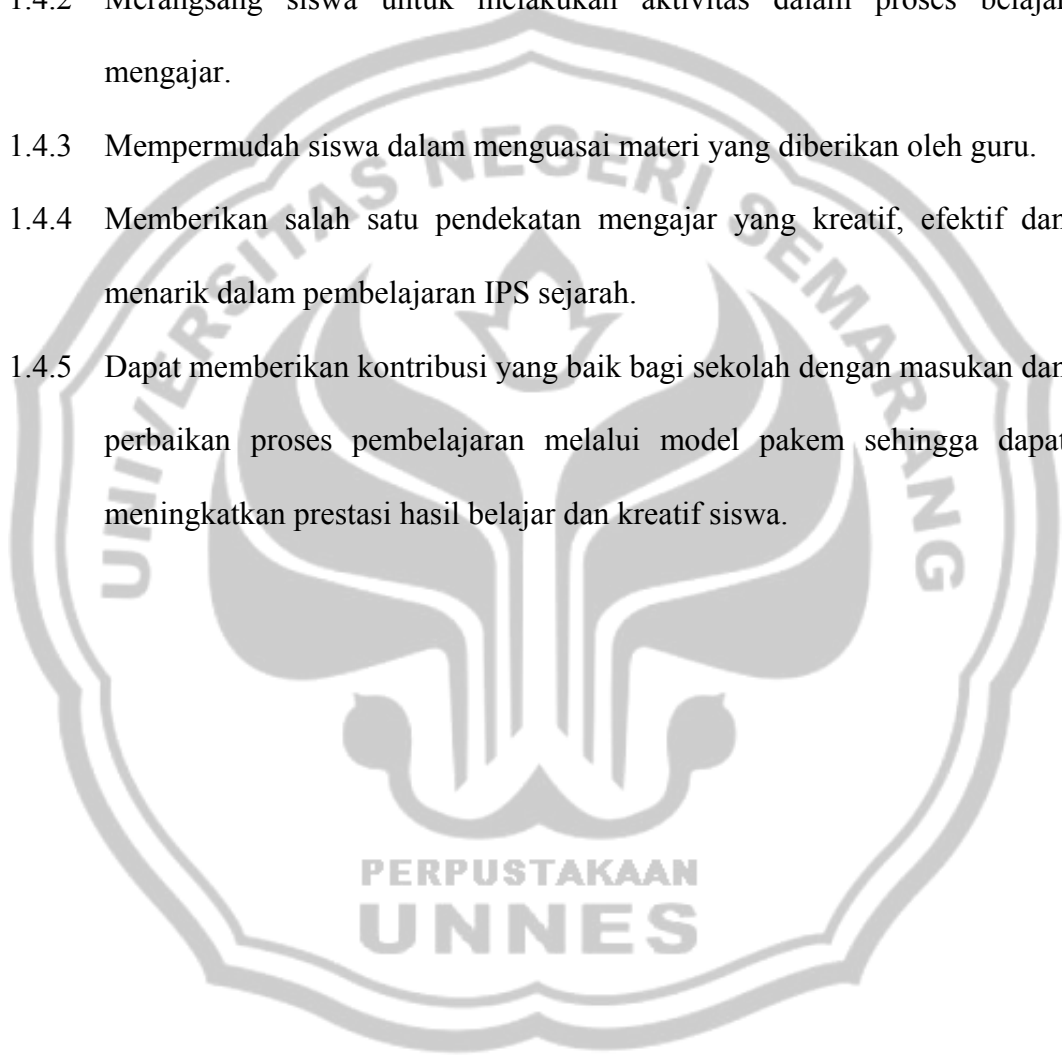 1.4.2 Merangsang siswa untuk melakukan aktivitas dalam proses belajar
mengajar.
1.4.3 Mempermudah siswa dalam menguasai materi yang diberikan oleh guru.
1.4.4 Memberikan salah satu pendekatan mengajar yang kreatif, efektif dan
menarik dalam pembelajaran IPS sejarah.
1.4.5 Dapat memberikan kontribusi yang baik bagi sekolah dengan masukan dan
perbaikan proses pembelajaran melalui model pakem sehingga dapat
meningkatkan prestasi hasil belajar dan kreatif siswa.
UNIVERSITAS NEGERI SEMARANG
PERPUSTAKAAN
UNNES